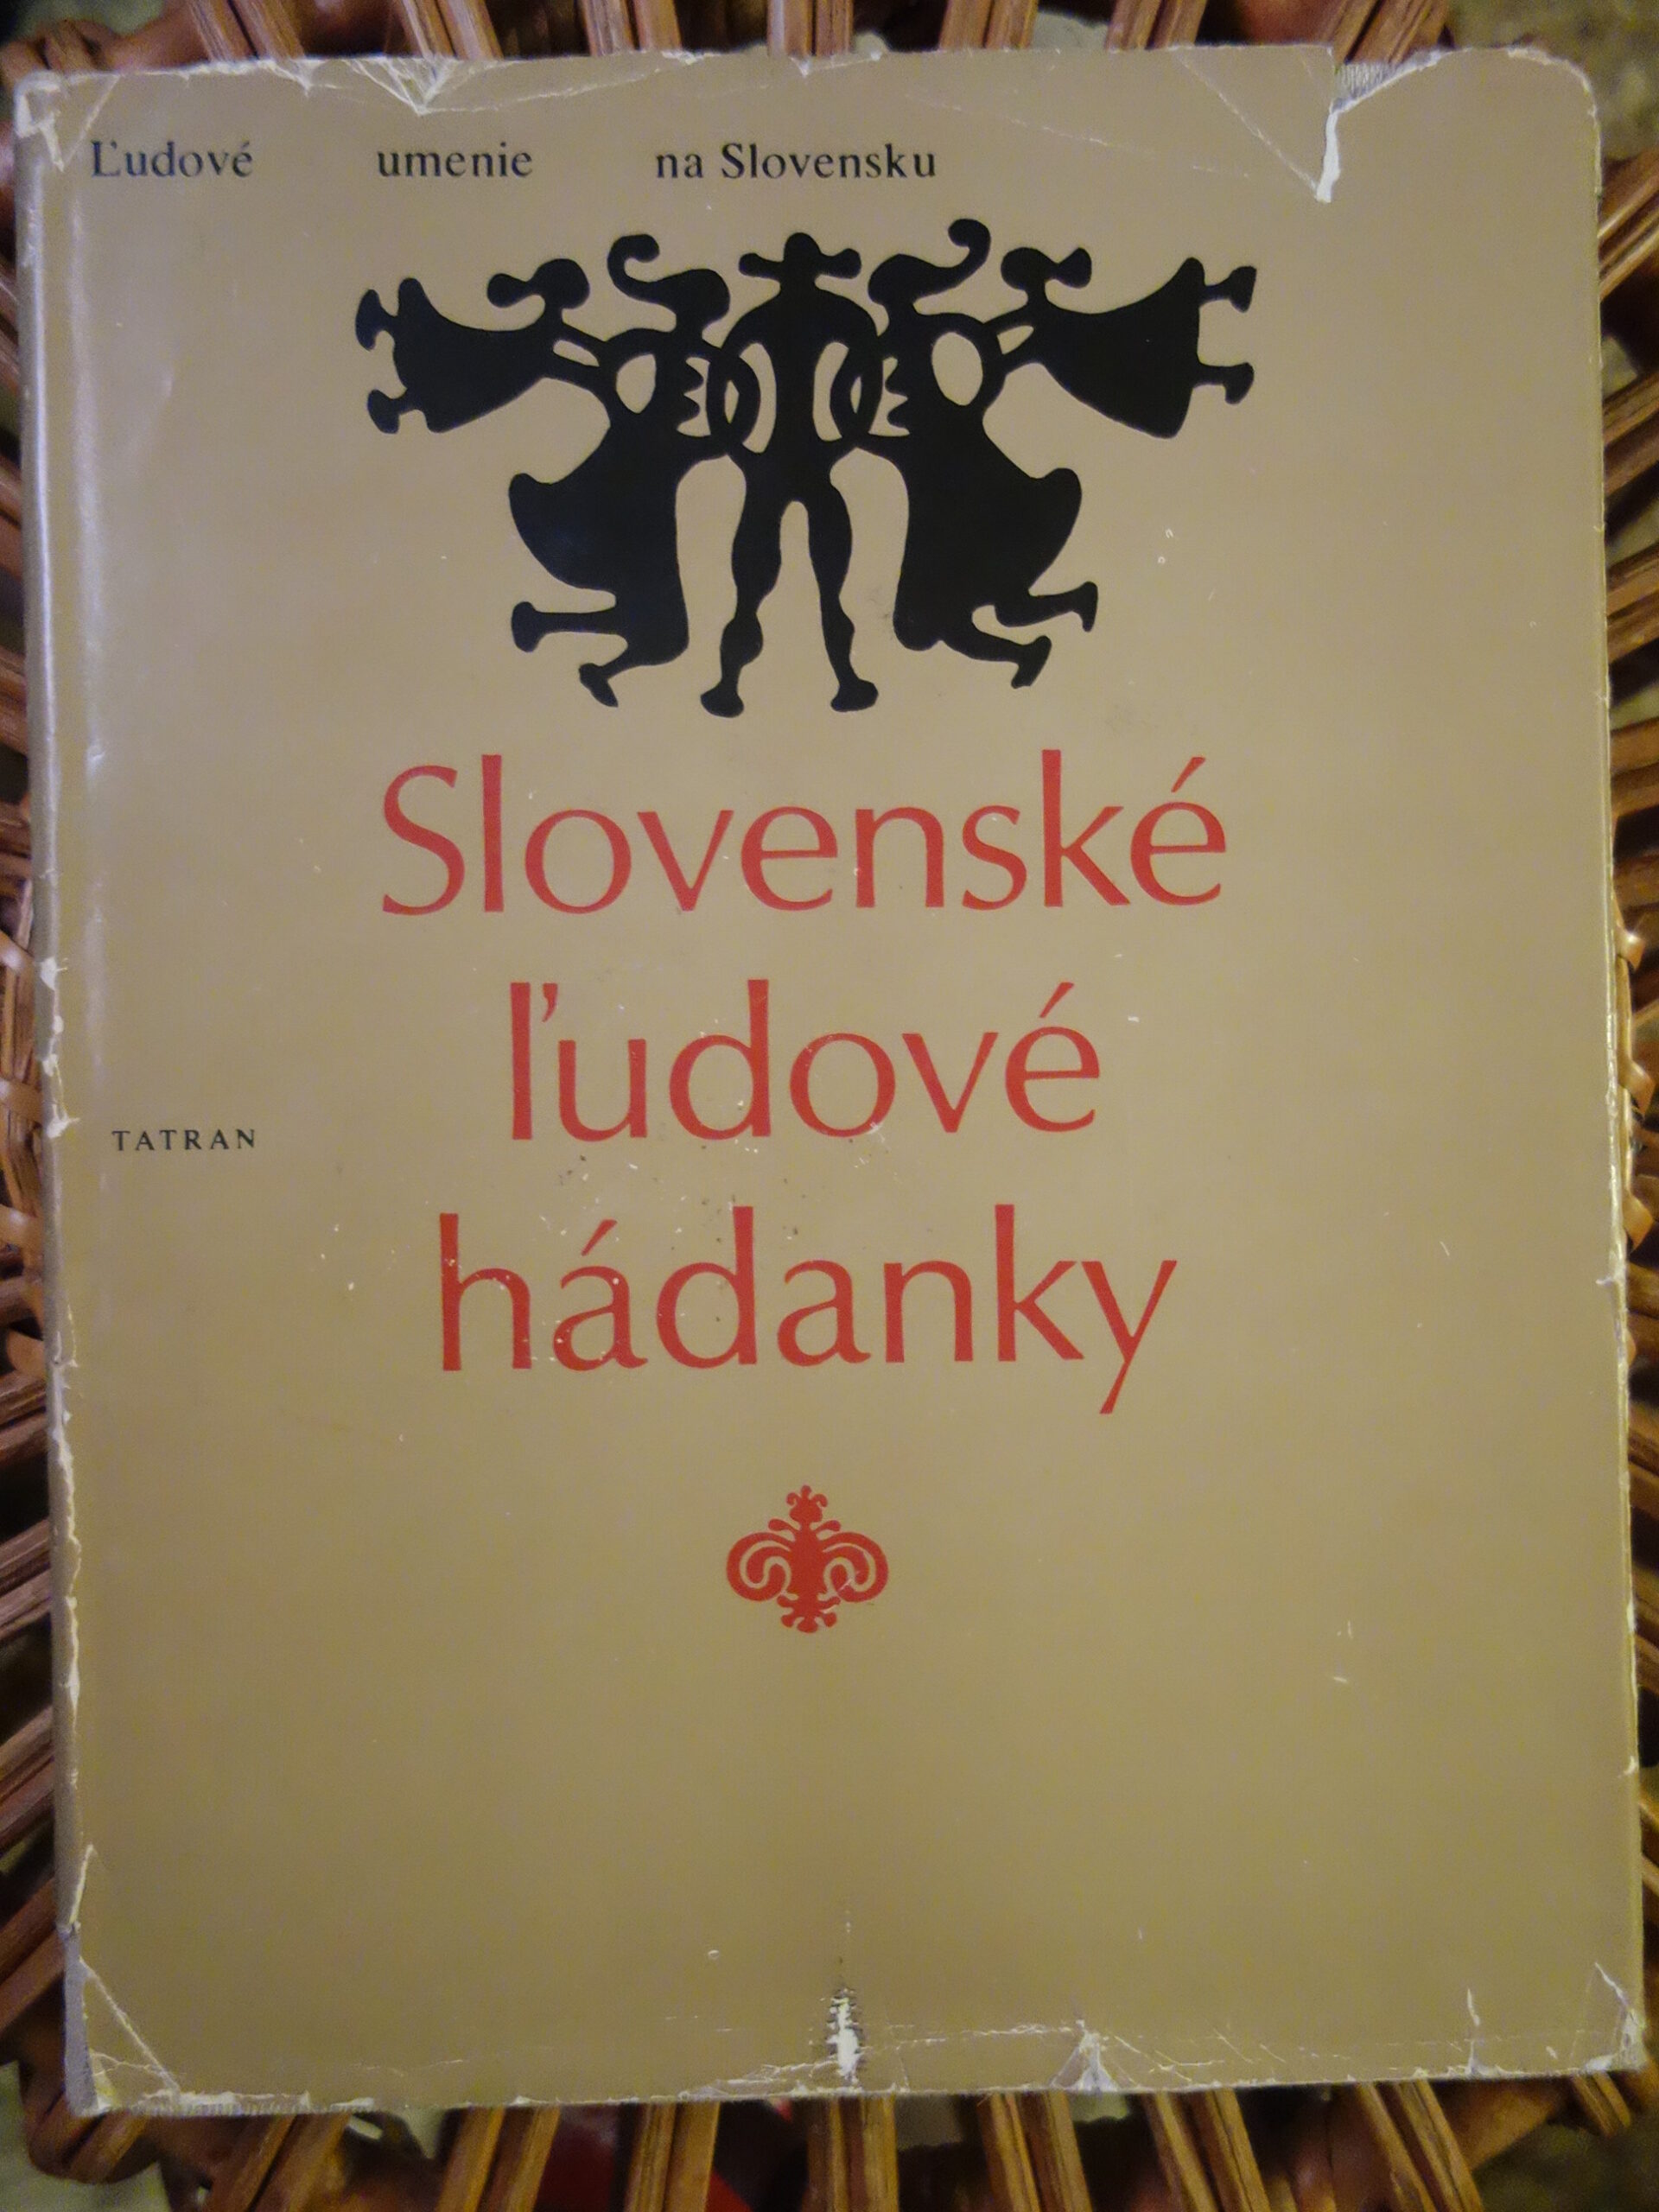 Ľudové umenie na Slovensku
Slovenské
ľudové
TATRAN
hádanky